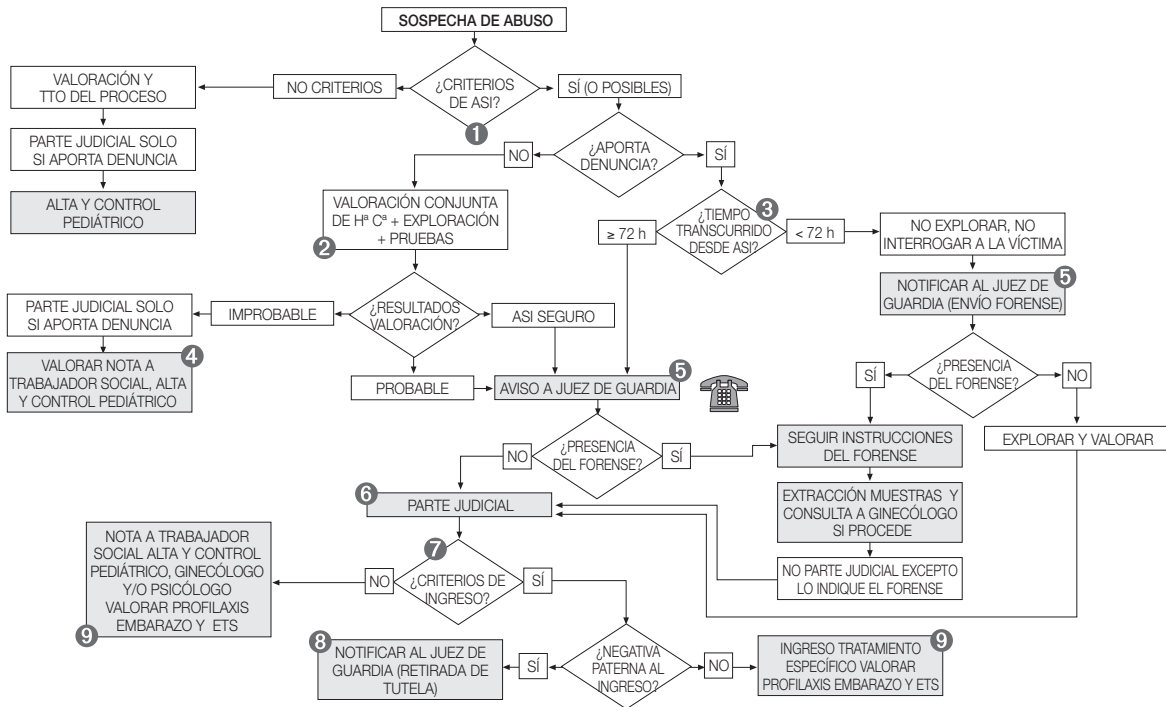 SOSPECHA DE ABUSO
¿CRITERIOS
DE ASI?
1
NO CRITERIOS
SÍ (O POSIBLES)
VALORACIÓN Y
TTO DEL PROCESO
PARTE JUDICIAL SOLO
SI APORTA DENUNCIA
ALTA Y CONTROL
PEDIÁTRICO
¿APORTA
DENUNCIA?
NO
SÍ
VALORACIÓN CONJUNTA
DE Hª Cª + EXPLORACIÓN
+ PRUEBAS
2
¿TIEMPO
TRANSCURRIDO
DESDE ASI?
3
≥ 72 h
< 72 h
NO EXPLORAR, NO
INTERROGAR A LA VÍCTIMA
NOTIFICAR AL JUEZ DE
GUARDIA (ENVÍO FORENSE)
5
¿RESULTADOS
VALORACIÓN?
IMPROBABLE
ASI SEGURO
PROBABLE
PARTE JUDICIAL SOLO
SI APORTA DENUNCIA
VALORAR NOTA A
TRABAJADOR SOCIAL, ALTA
Y CONTROL PEDIÁTRICO
4
AVISO A JUEZ DE GUARDIA
5
¿PRESENCIA
DEL FORENSE?
SÍ
NO
EXPLORAR Y VALORAR
¿PRESENCIA
DEL FORENSE?
NO
SÍ
SEGUIR INSTRUCCIONES
DEL FORENSE
EXTRACCIÓN MUESTRAS Y
CONSULTA A GINECÓLOGO
SI PROCEDE
NO PARTE JUDICIAL EXCEPTO
LO INDIQUE EL FORENSE
6
PARTE JUDICIAL
7
¿CRITERIOS DE
INGRESO?
NO
SÍ
NOTA A TRABAJADOR
SOCIAL ALTA Y CONTROL
PEDIÁTRICO, GINECÓLOGO
Y/O PSICÓLOGO
VALORAR PROFILAXIS
EMBARAZO Y ETS
9
¿NEGATIVA
PATERNA AL
INGRESO?
SÍ
NO
8
NOTIFICAR AL JUEZ DE
GUARDIA (RETIRADA DE
TUTELA)
INGRESO TRATAMIENTO
ESPECÍFICO VALORAR
PROFILAXIS EMBARAZO Y ETS
9